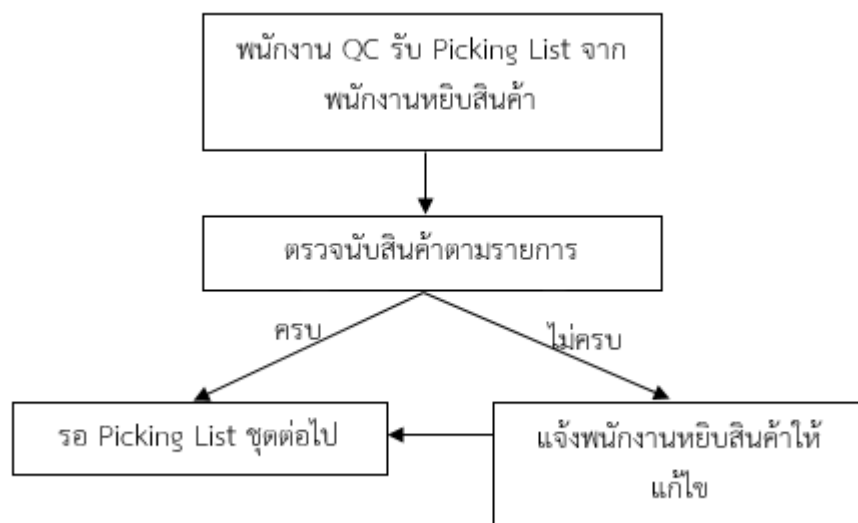 พนักงาน QC รับ Picking List จาก
พนักงานหยิบสินค้า
ตรวจนับสินค้าตามรายการ
ครบ
ไม่ครบ
รอ Picking List ชุดต่อไป
แจ้งพนักงานหยิบสินค้าให้
แก้ไข